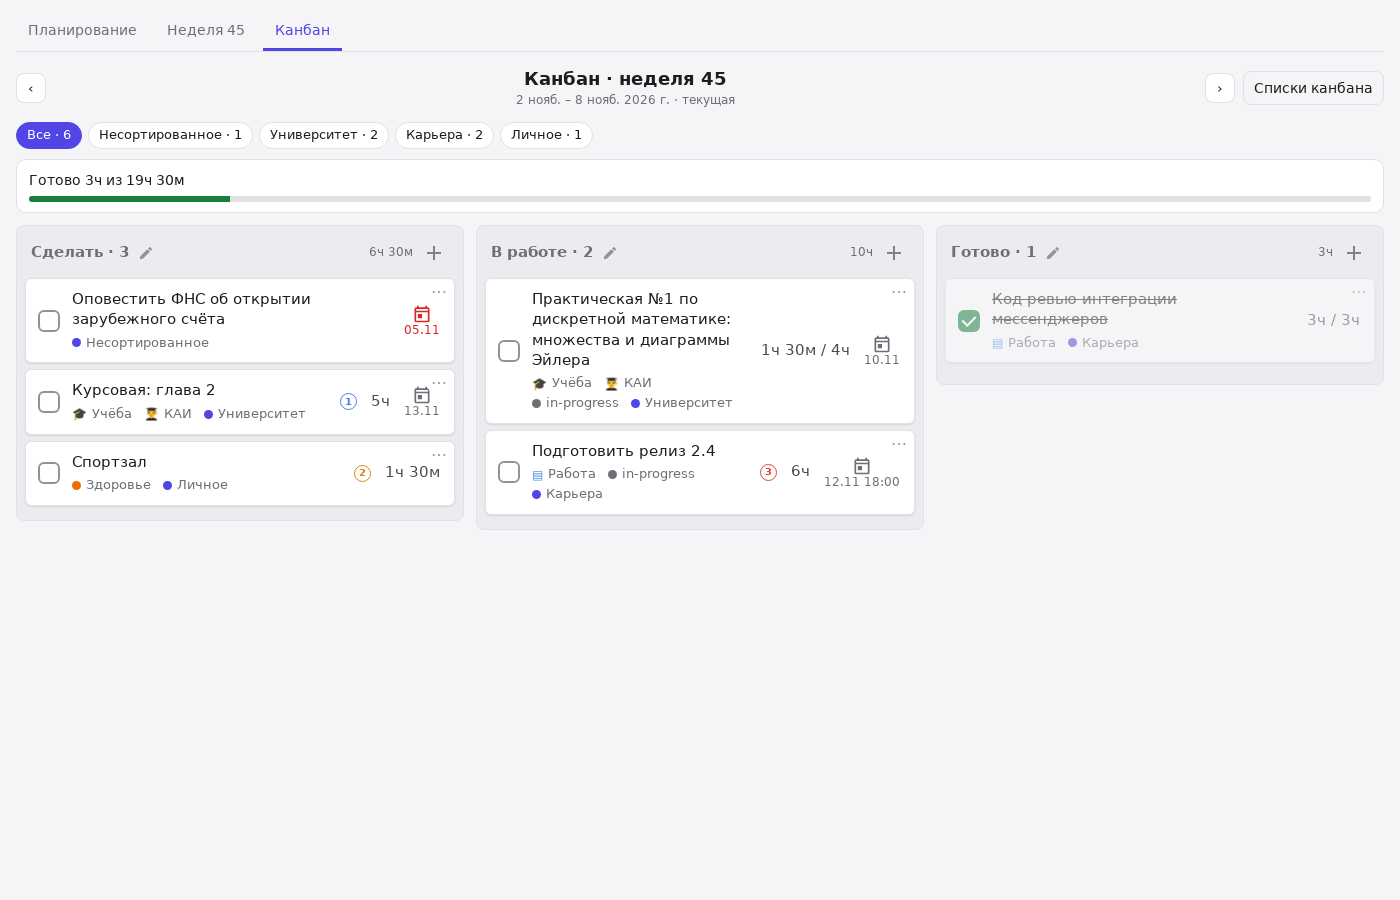 Планирование
Неделя 45
Канбан
‹
Канбан · неделя 45
2 нояб. – 8 нояб. 2026 г. · текущая
›
Списки канбана
Все · 6
Несортированное · 1
Университет · 2
Карьера · 2
Личное · 1
Готово 3ч из 19ч 30м
Сделать · 3
6ч 30м
+
Оповестить ФНС об открытии
зарубежного счёта
Несортированное
05.11
...
Курсовая: глава 2
Учёба КАИ Университет
1
5ч
13.11
...
Спортзал
Здоровье Личное
2
1ч 30м
...
В работе · 2
10ч
+
Практическая №1 по
дискретной математике:
множества и диаграммы
Эйлера
Учёба КАИ
in-progress Университет
1ч 30м / 4ч
10.11
...
Подготовить релиз 2.4
Работа in-progress
Карьера
3
6ч
12.11 18:00
...
Готово · 1
3ч
+
Код ревью интеграции
мессенджеров
Работа Карьера
3ч / 3ч
...